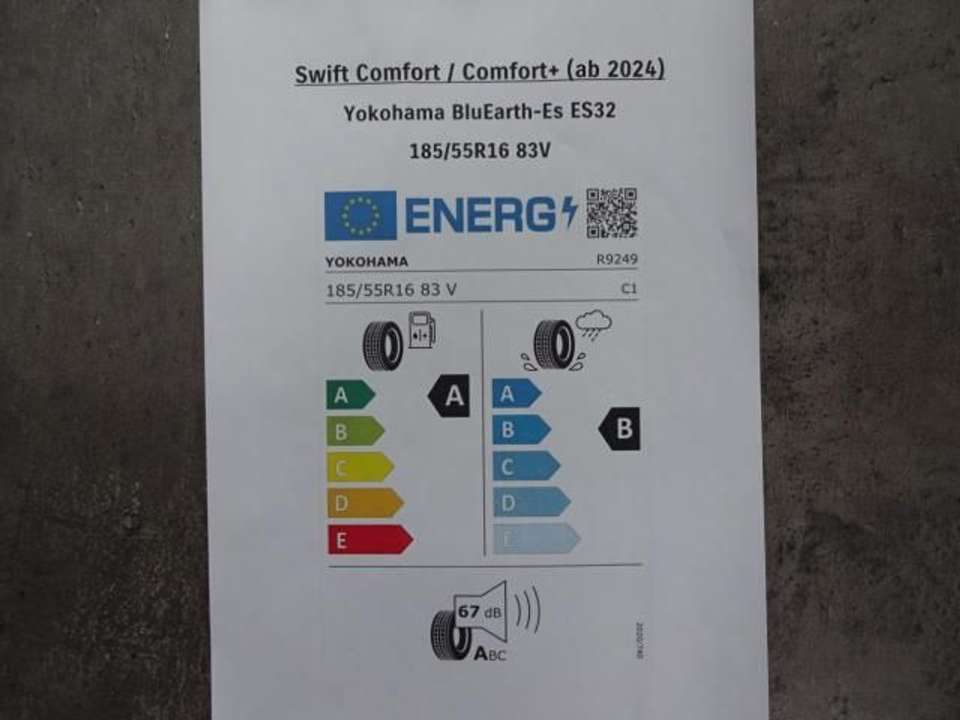 Swift Comfort / Comfort+ (ab 2024)
Yokohama BluEarth-Es ES32
185/55R16 83V
ENERG
YOKOHAMA R9249
185/55R16 83 V C1
A A A
B B B
C C
D D
E E
67 dB
ABC
2020/740